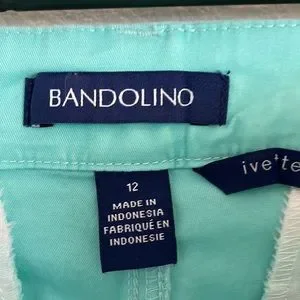 BANDOLINO
12
MADE IN
INDONESIA
FABRIQUÉ EN
INDONESIE